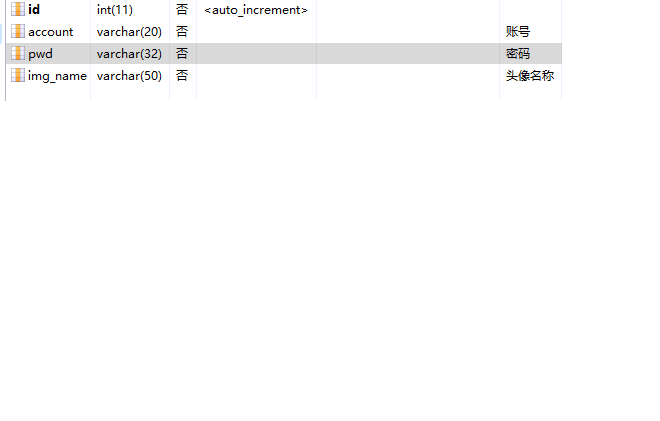 id int(11) 否 <auto_increment>
account varchar(20) 否 账号
pwd varchar(32) 否 密码
img_name varchar(50) 否 头像名称